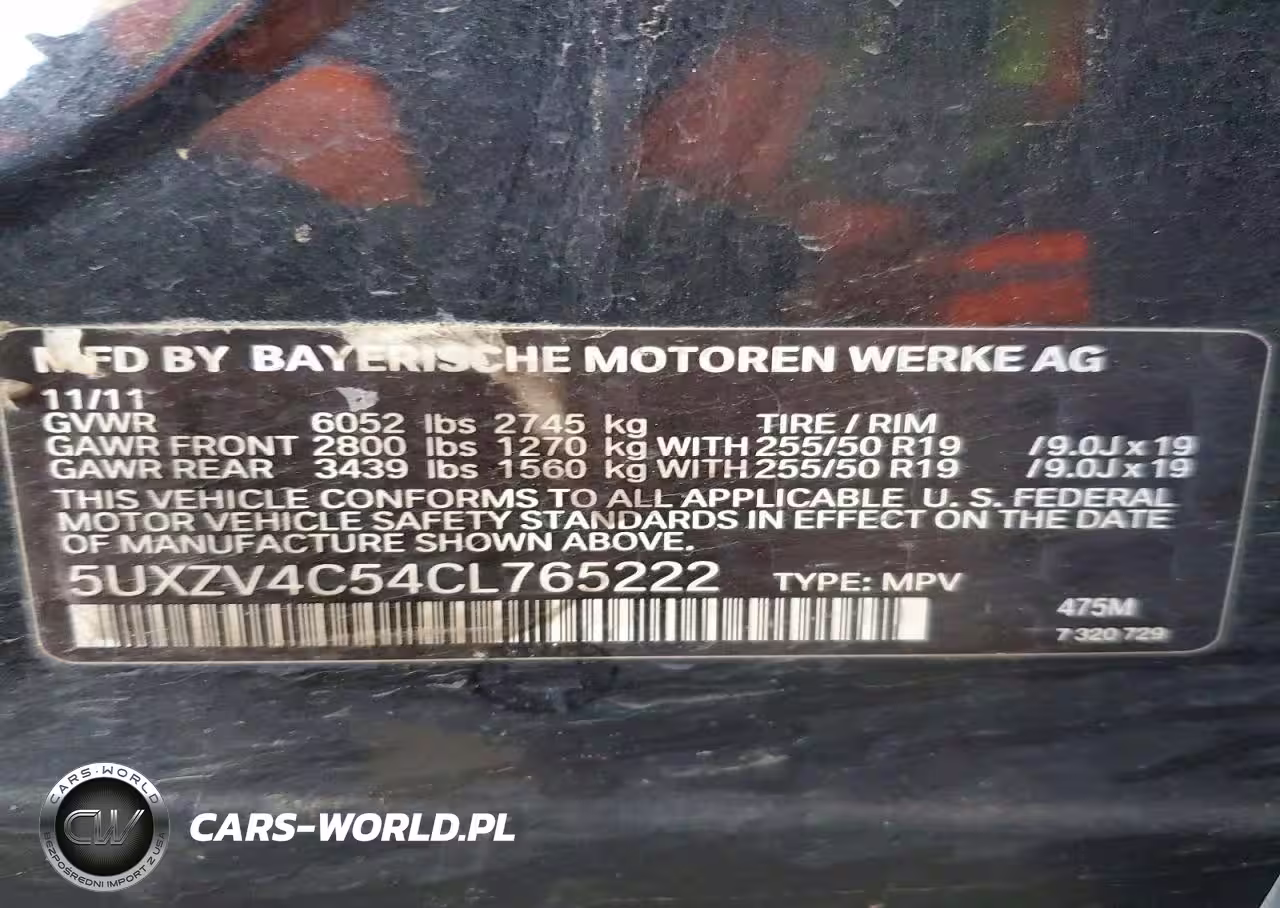 MFD BY BAYERISCHE MOTOREN WERKE AG
11/11
GVWR 6052 lbs 2745 kg TIRE / RIM
GAWR FRONT 2800 lbs 1270 kg WITH 255/50 R19 /9.0J x 19
GAWR REAR 3439 lbs 1560 kg WITH 255/50 R19 /9.0J x 19
THIS VEHICLE CONFORMS TO ALL APPLICABLE U. S. FEDERAL
MOTOR VEHICLE SAFETY STANDARDS IN EFFECT ON THE DATE
OF MANUFACTURE SHOWN ABOVE.
5UXZV4C54CL765222 TYPE: MPV
475M
7 320 729
CARS-WORLD
CW
BEZPOŚREDNI IMPORT Z USA
CARS-WORLD.PL